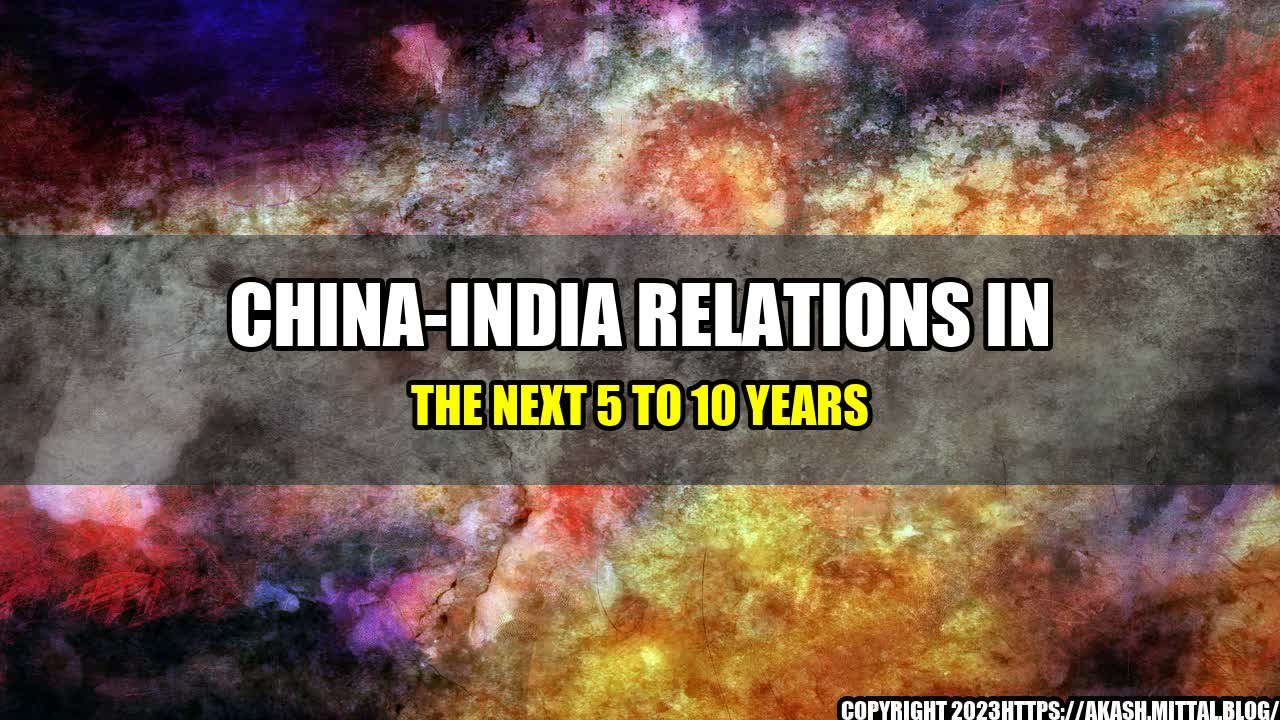 CHINA-INDIA RELATIONS IN
THE NEXT 5 TO 10 YEARS
COPYRIGHT 2023HTTPS://AKASH.MITTAL.BLOG/